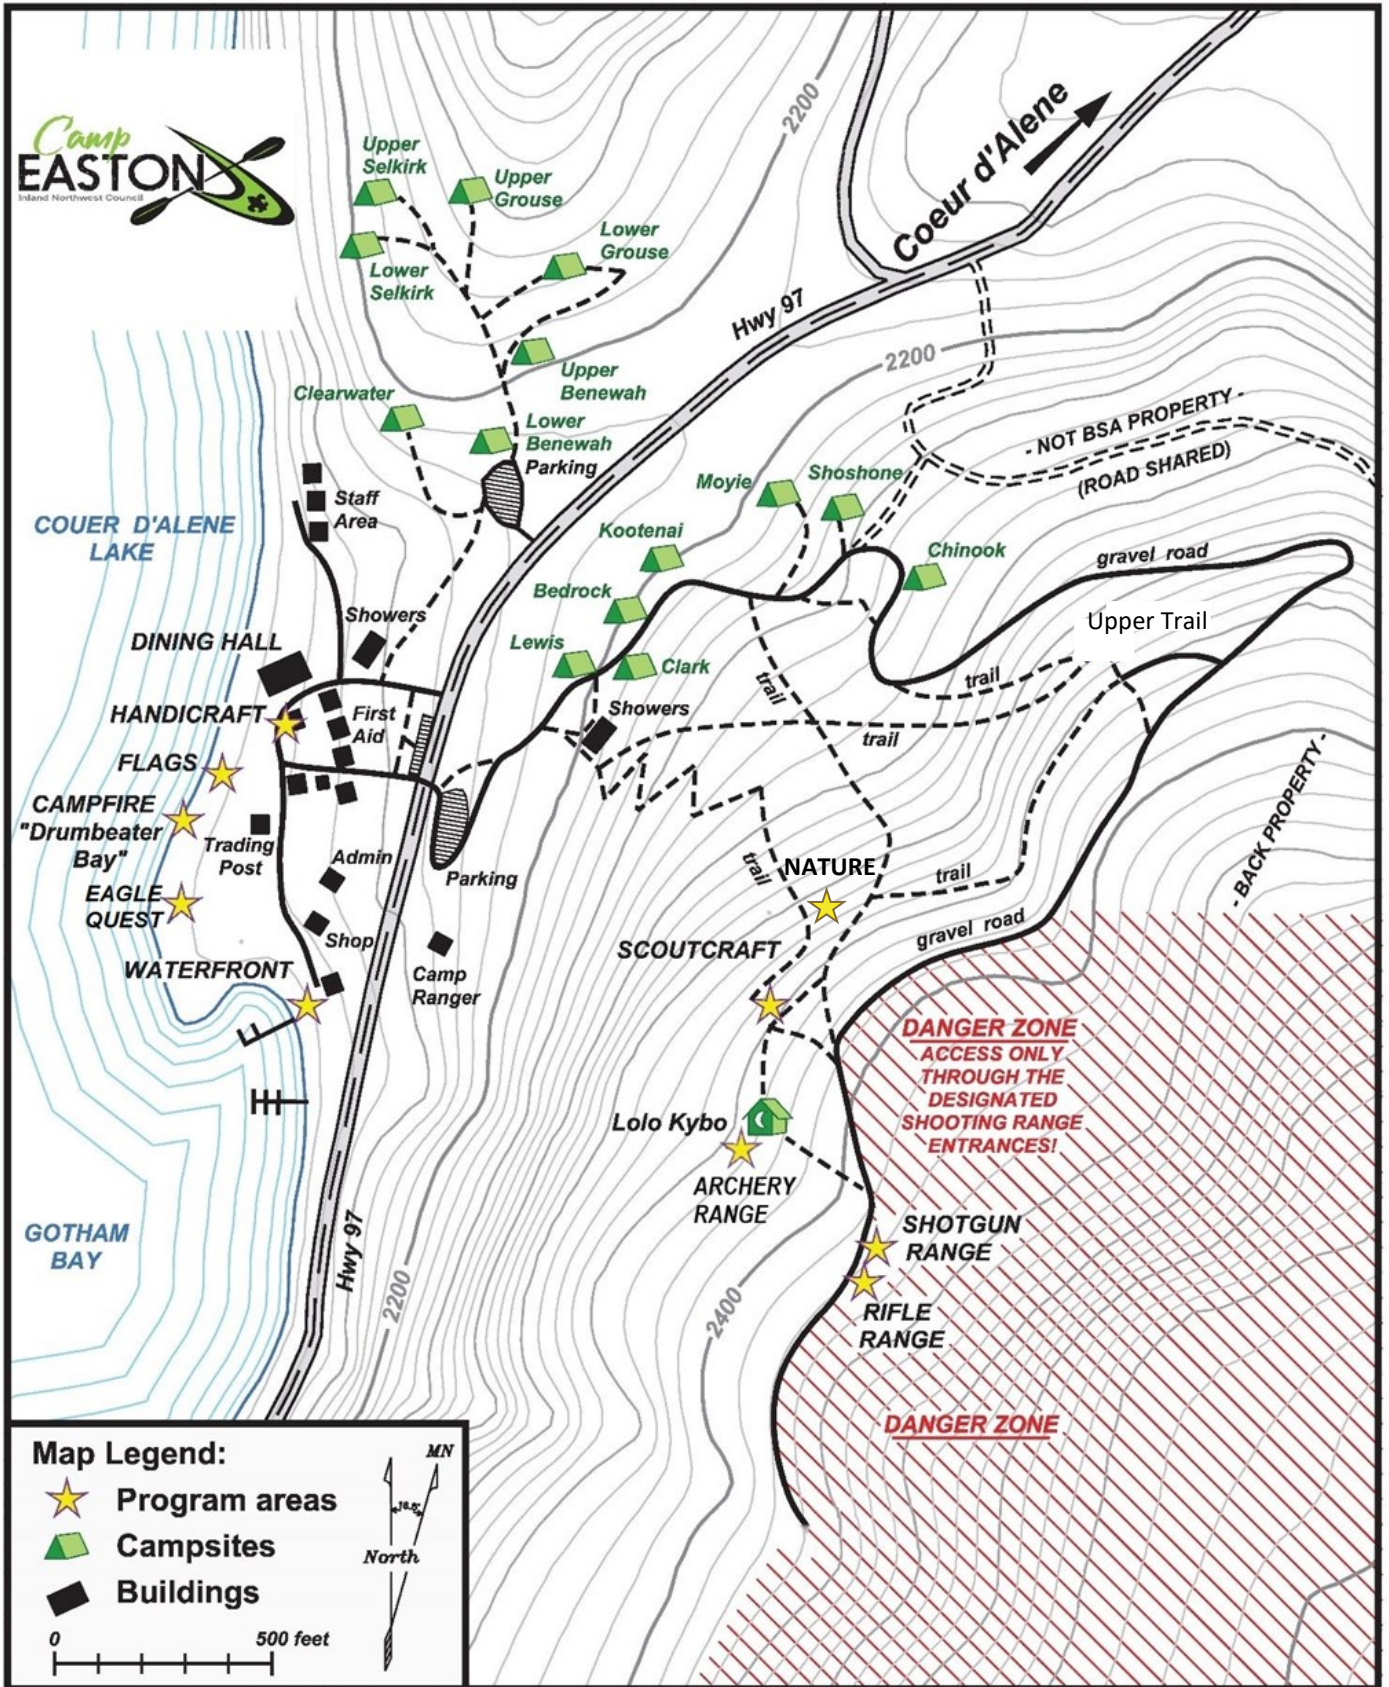 Camp
EASTON
Inland Northwest Council
Upper
Selkirk
Upper
Grouse
Lower
Grouse
Lower
Selkirk
2200
Coeur d'Alene
Hwy 97
2200
Upper
Benewah
Clearwater
Lower
Benewah
Parking
- NOT BSA PROPERTY -
(ROAD SHARED)
Moyie
Shoshone
Staff
Area
COUER D'ALENE
LAKE
Kootenai
Chinook
gravel road
Bedrock
Showers
Upper Trail
DINING HALL
Lewis
Clark
trail
trail
HANDICRAFT
First
Aid
Showers
trail
FLAGS
CAMPFIRE
"Drumbeater
Bay"
Trading
Post
Admin
Parking
- BACK PROPERTY -
trail
NATURE
trail
EAGLE
QUEST
Shop
gravel road
SCOUTCRAFT
WATERFRONT
Camp
Ranger
DANGER ZONE
ACCESS ONLY
THROUGH THE
DESIGNATED
SHOOTING RANGE
ENTRANCES!
Lolo Kybo
ARCHERY
RANGE
GOTHAM
BAY
Hwy 97
SHOTGUN
RANGE
2200
2400
RIFLE
RANGE
DANGER ZONE
Map Legend:
Program areas
Campsites
Buildings
MN
North
0
500 feet